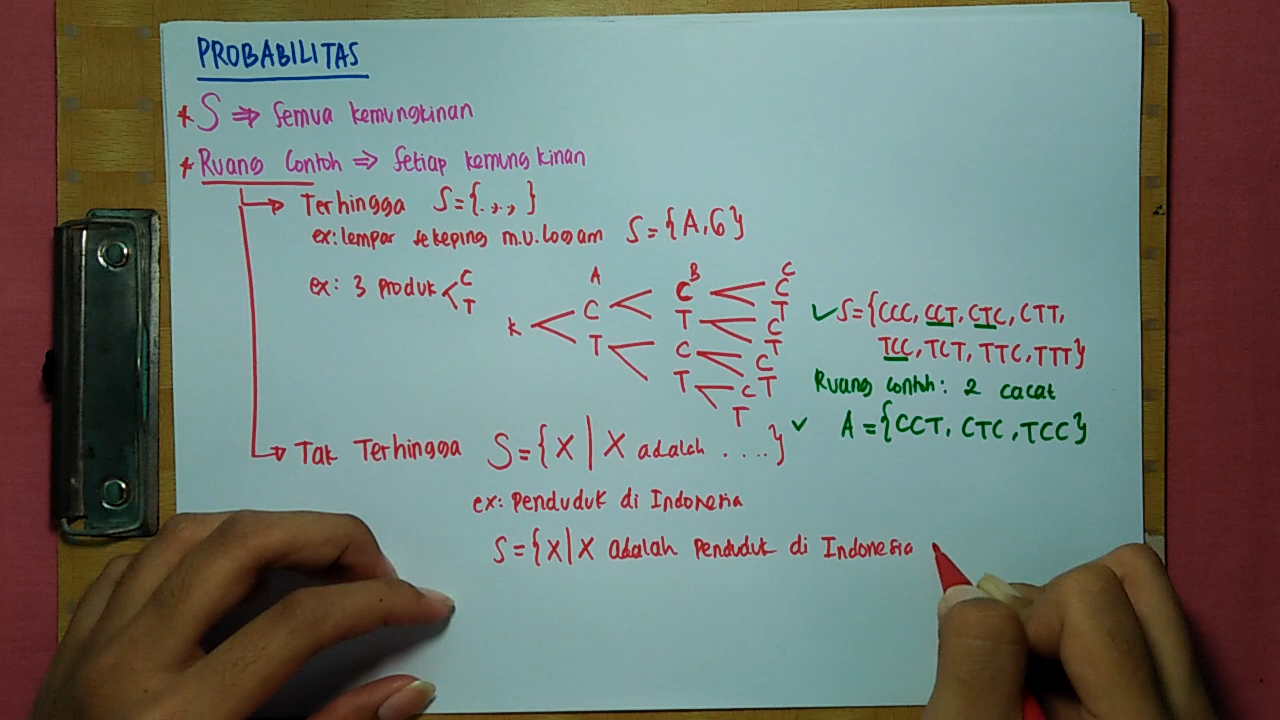 PROBABILITAS
* S ⇒ Semua kemungkinan
* Ruang Contoh ⇒ Setiap kemungkinan
→ Terhingga S={.,.,}
ex: lempar sekeping m.u.logam S={A,G}
ex: 3 produk < C T
A B C
K C T
C T C T
C T C T C T C T
✓ S={CCC, CCT, CTC, CTT,
TCC, TCT, TTC, TTT}
Ruang contoh: 2 cacat
✓ A={CCT, CTC, TCC}
→ Tak Terhingga S={X|X adalah ....}
ex: Penduduk di Indonesia
S={X|X adalah Penduduk di Indonesia